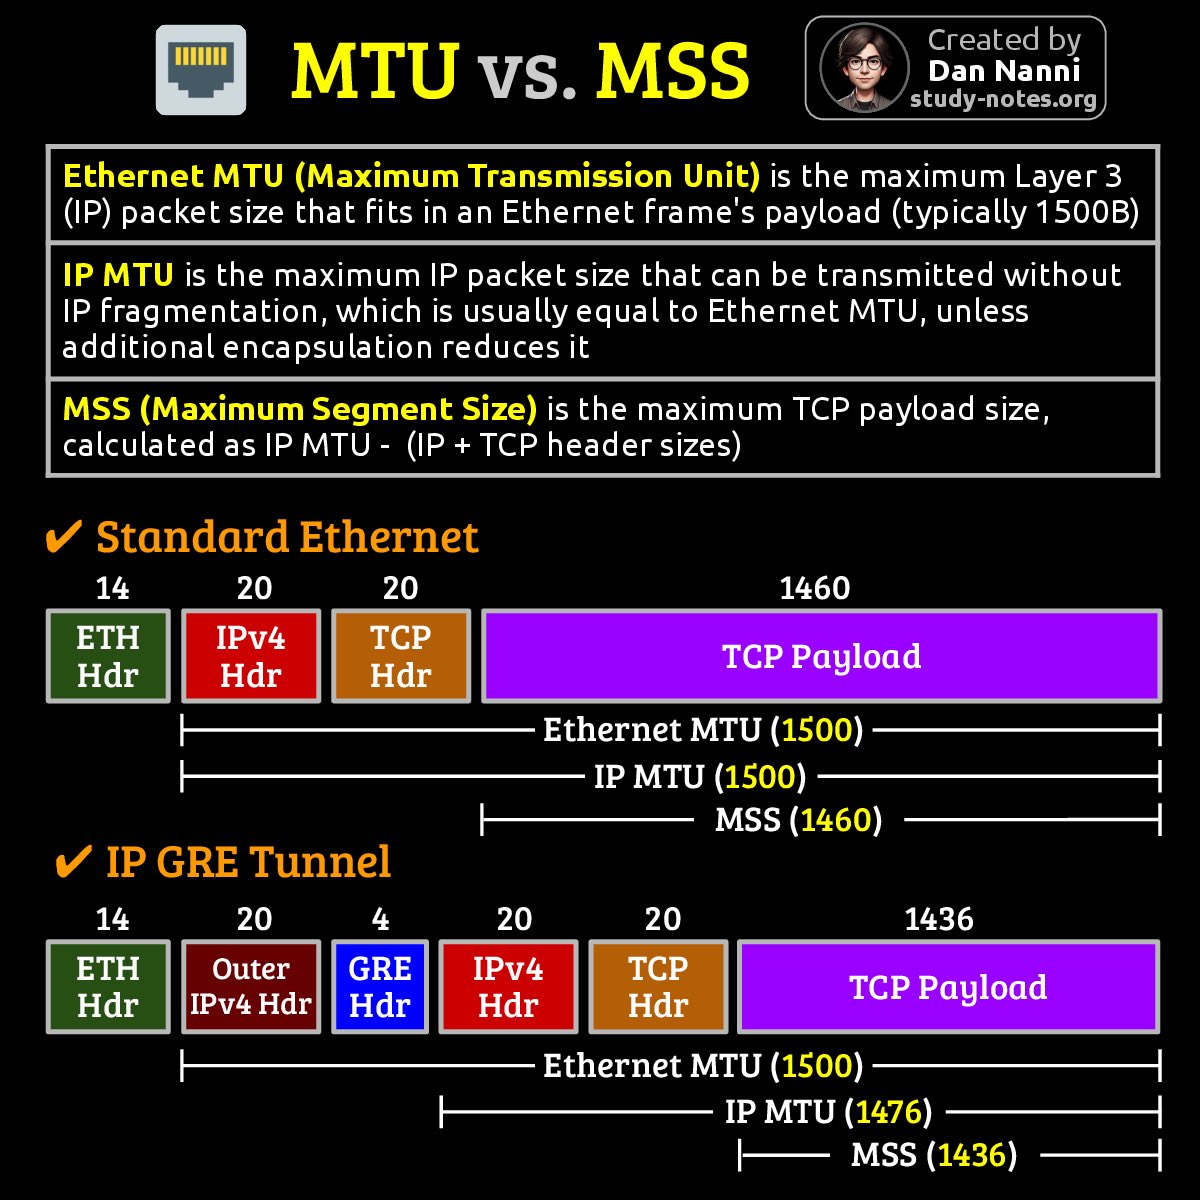 MTU vs. MSS
Created by
Dan Nanni
study-notes.org
Ethernet MTU (Maximum Transmission Unit) is the maximum Layer 3
(IP) packet size that fits in an Ethernet frame's payload (typically 1500B)
IP MTU is the maximum IP packet size that can be transmitted without
IP fragmentation, which is usually equal to Ethernet MTU, unless
additional encapsulation reduces it
MSS (Maximum Segment Size) is the maximum TCP payload size,
calculated as IP MTU - (IP + TCP header sizes)
✔ Standard Ethernet
14 20 20 1460
ETH Hdr
IPv4 Hdr
TCP Hdr
TCP Payload
Ethernet MTU (1500)
IP MTU (1500)
MSS (1460)
✔ IP GRE Tunnel
14 20 4 20 20 1436
ETH Hdr
Outer IPv4 Hdr
GRE Hdr
IPv4 Hdr
TCP Hdr
TCP Payload
Ethernet MTU (1500)
IP MTU (1476)
MSS (1436)